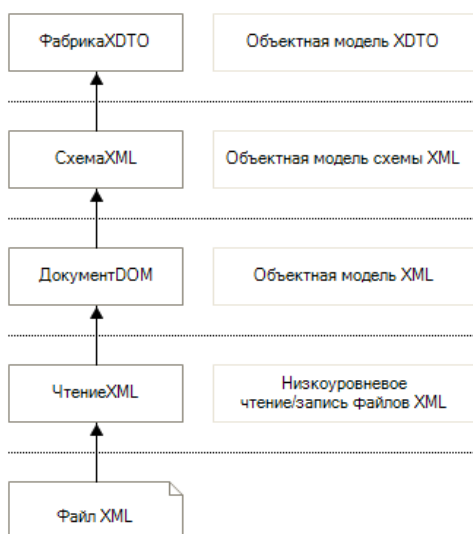 ФабрикаXDTO
Объектная модель XDTO
СхемаXML
Объектная модель схемы XML
ДокументDOM
Объектная модель XML
ЧтениеXML
Низкоуровневое
чтение/запись файлов XML
Файл XML